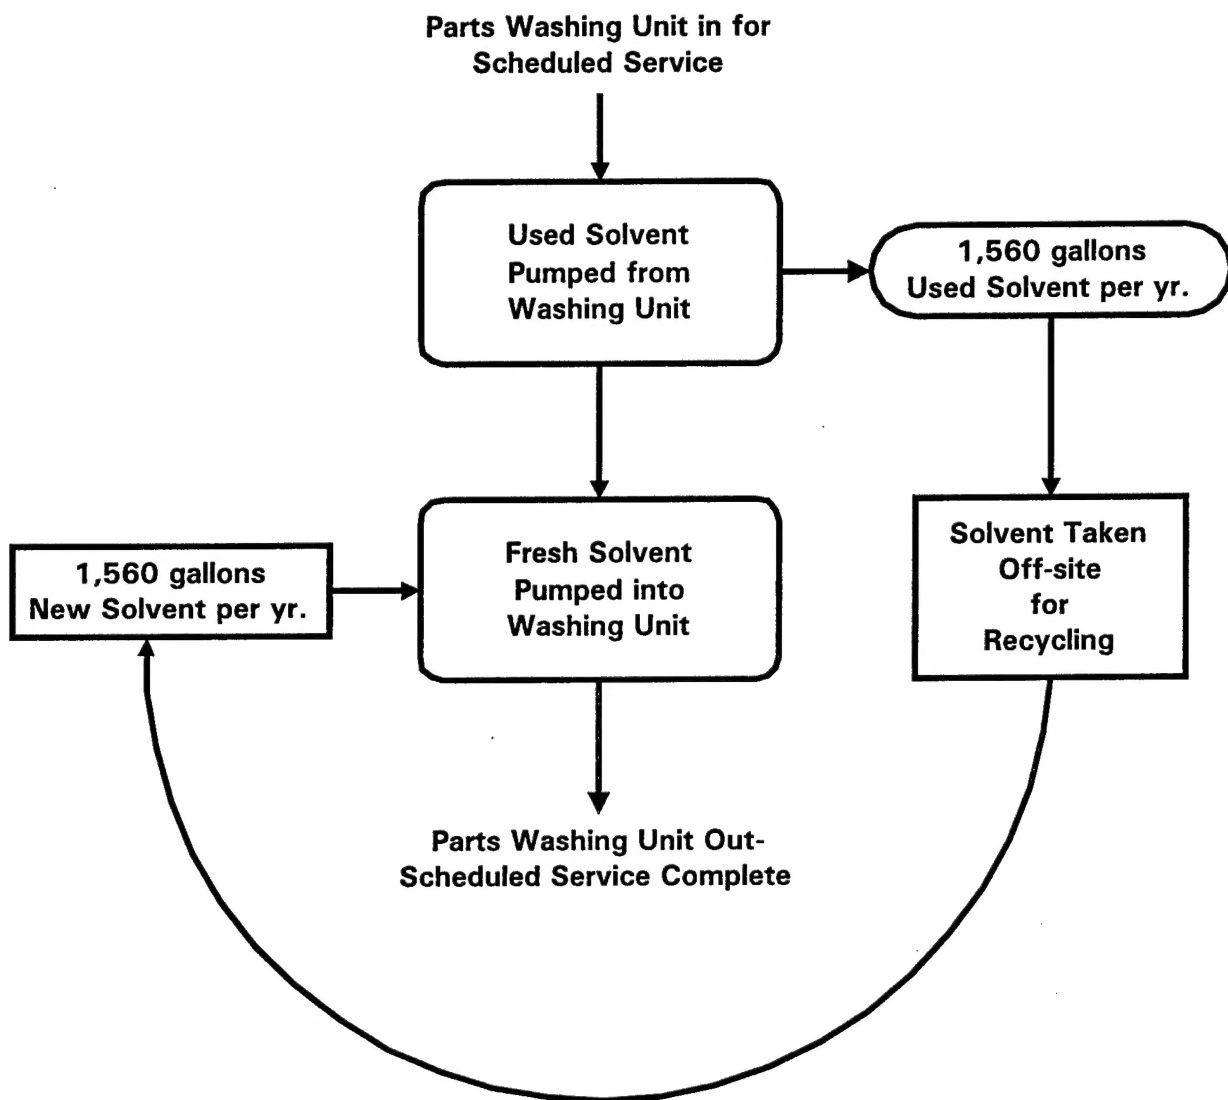 Parts Washing Unit in for
Scheduled Service
Used Solvent
Pumped from
Washing Unit
1,560 gallons
Used Solvent per yr.
Fresh Solvent
Pumped into
Washing Unit
1,560 gallons
New Solvent per yr.
Solvent Taken
Off-site
for
Recycling
Parts Washing Unit Out-
Scheduled Service Complete